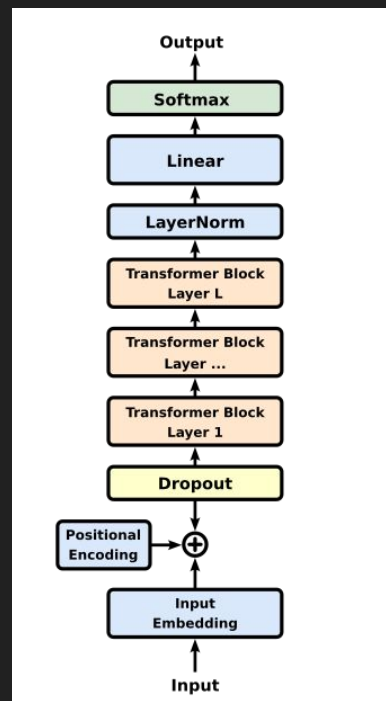 Output
Softmax
Linear
LayerNorm
Transformer Block
Layer L
Transformer Block
Layer ...
Transformer Block
Layer 1
Dropout
Positional
Encoding
Input
Embedding
Input